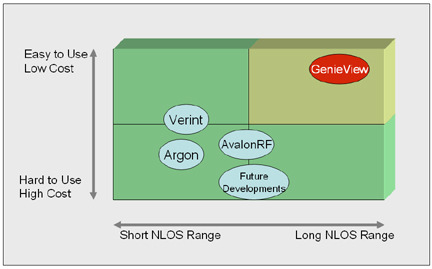 Easy to Use
Low Cost
GenieView
Verint
AvalonRF
Argon
Future
Developments
Hard to Use
High Cost
Short NLOS Range
Long NLOS Range